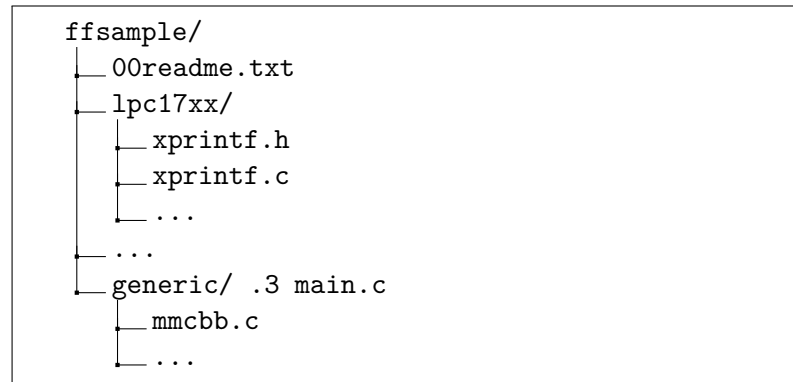 ffsample/
00readme.txt
lpc17xx/
xprintf.h
xprintf.c
...
...
generic/ .3 main.c
mmcbb.c
...